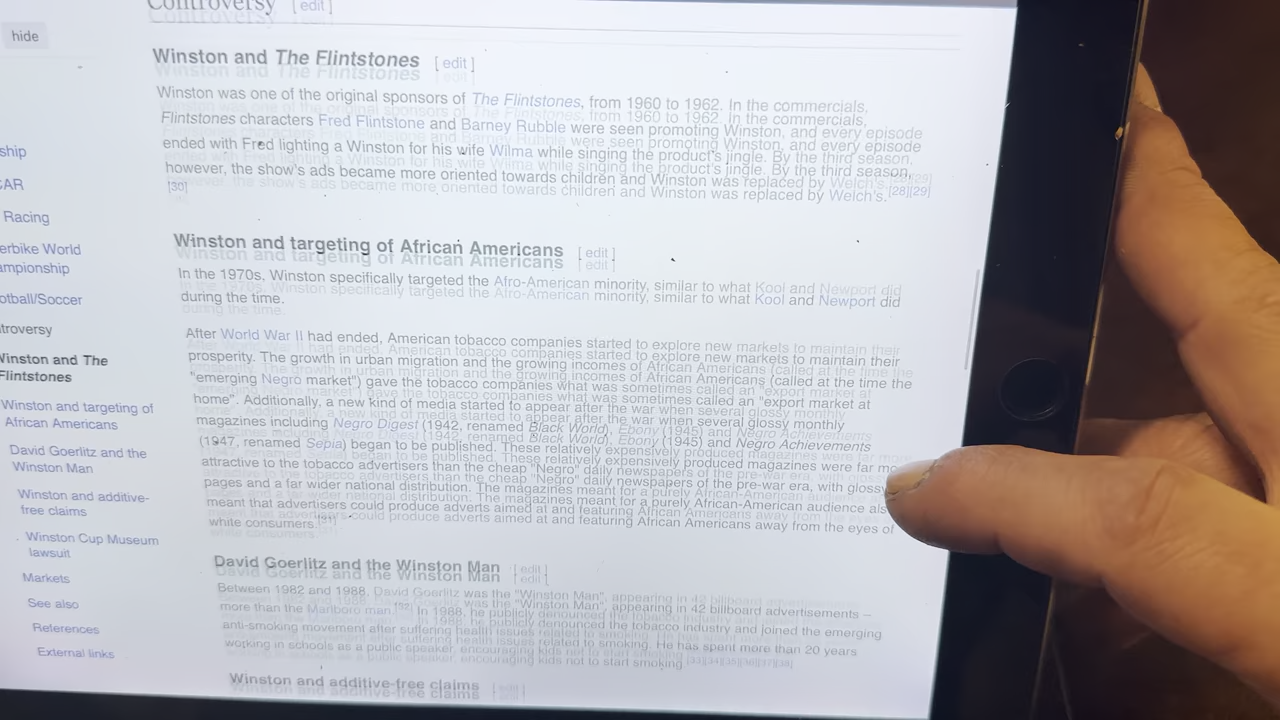 Controversy [ edit ]
hide
Winston and The Flintstones [ edit ]
Winston was one of the original sponsors of The Flintstones, from 1960 to 1962. In the commercials,
Flintstones characters Fred Flintstone and Barney Rubble were seen promoting Winston, and every episode
ended with Fred lighting a Winston for his wife Wilma while singing the product's jingle. By the third season,
however, the show's ads became more oriented towards children and Winston was replaced by Welch's.[28][29]
[30]
Winston and targeting of African Americans [ edit ]
In the 1970s, Winston specifically targeted the Afro-American minority, similar to what Kool and Newport did
during the time.
After World War II had ended, American tobacco companies started to explore new markets to maintain their
prosperity. The growth in urban migration and the growing incomes of African Americans (called at the time the
"emerging Negro market") gave the tobacco companies what was sometimes called an "export market at
home". Additionally, a new kind of media started to appear after the war when several glossy monthly
magazines including Negro Digest (1942, renamed Black World), Ebony (1945) and Negro Achievements
(1947, renamed Sepia) began to be published. These relatively expensively produced magazines were far mo
attractive to the tobacco advertisers than the cheap "Negro" daily newspapers of the pre-war era, with glossy
pages and a far wider national distribution. The magazines meant for a purely African-American audience als
meant that advertisers could produce adverts aimed at and featuring African Americans away from the eyes of
white consumers.[31]
David Goerlitz and the Winston Man [ edit ]
Between 1982 and 1988, David Goerlitz was the "Winston Man", appearing in 42 billboard advertisements –
more than the Marlboro man.[32] In 1988, he publicly denounced the tobacco industry and joined the emerging
anti-smoking movement after suffering health issues related to smoking. He has spent more than 20 years
working in schools as a public speaker, encouraging kids not to start smoking.[33][34][35][36][37][38]
Winston and additive-free claims [ edit ]
ship
CAR
Racing
erbike World
ampionship
otball/Soccer
troversy
Winston and The
Flintstones
Winston and targeting of
African Americans
David Goerlitz and the
Winston Man
Winston and additive-
free claims
Winston Cup Museum
lawsuit
Markets
See also
References
External links